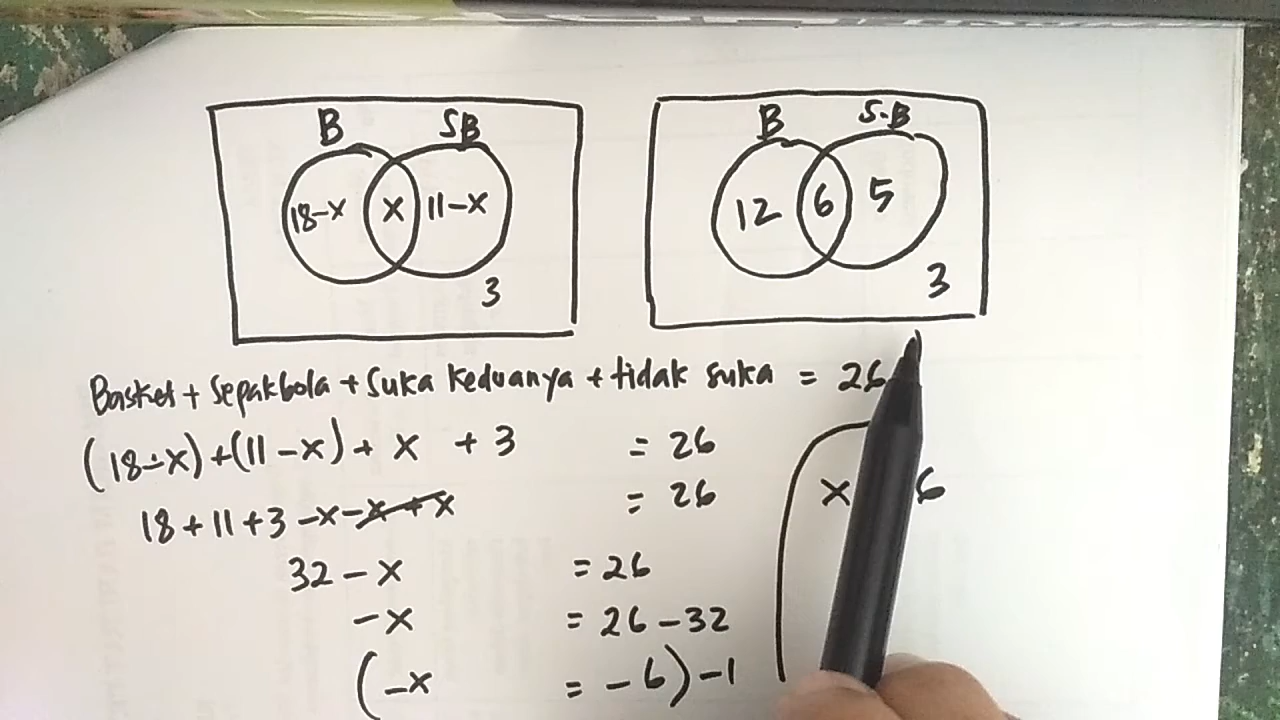 B SB
18-x x 11-x
3
B S-B
12 6 5
3
Basket + Sepakbola + Suka Keduanya + tidak suka = 26
(18-x)+(11-x)+ x + 3 = 26
18+11+3-x-x+x = 26
x 6
32-x = 26
-x = 26-32
(-x = -6)-1